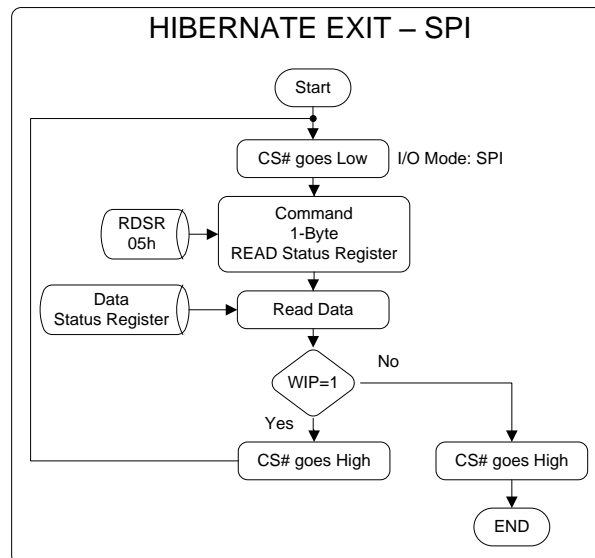 HIBERNATE EXIT – SPI
Start
CS# goes Low
I/O Mode: SPI
RDSR
05h
Command
1-Byte
READ Status Register
Data
Status Register
Read Data
WIP=1
No
Yes
CS# goes High
CS# goes High
END